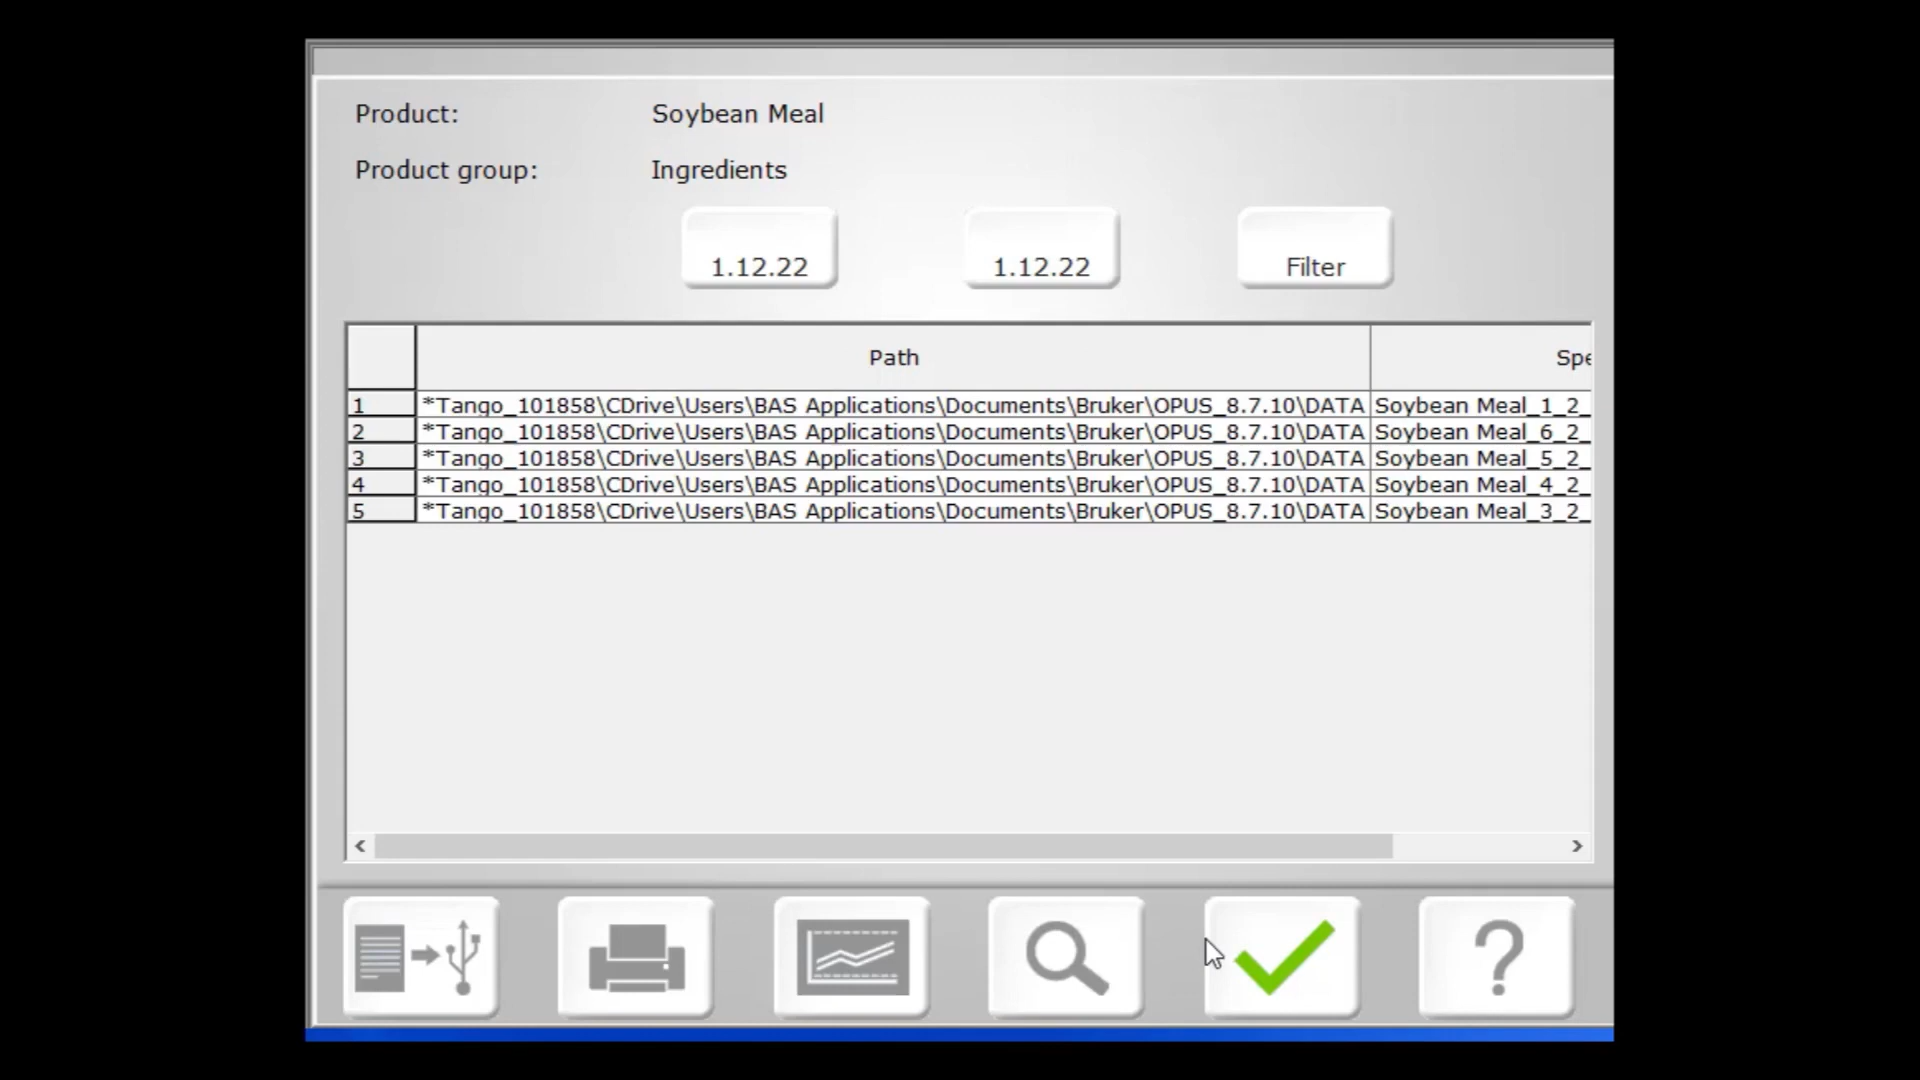 Product: Soybean Meal
Product group: Ingredients
1.12.22 1.12.22 Filter
Path Spe
1 *Tango_101858\CDrive\Users\BAS Applications\Documents\Bruker\OPUS_8.7.10\DATA Soybean Meal_1_2_
2 *Tango_101858\CDrive\Users\BAS Applications\Documents\Bruker\OPUS_8.7.10\DATA Soybean Meal_6_2_
3 *Tango_101858\CDrive\Users\BAS Applications\Documents\Bruker\OPUS_8.7.10\DATA Soybean Meal_5_2_
4 *Tango_101858\CDrive\Users\BAS Applications\Documents\Bruker\OPUS_8.7.10\DATA Soybean Meal_4_2_
5 *Tango_101858\CDrive\Users\BAS Applications\Documents\Bruker\OPUS_8.7.10\DATA Soybean Meal_3_2_
?